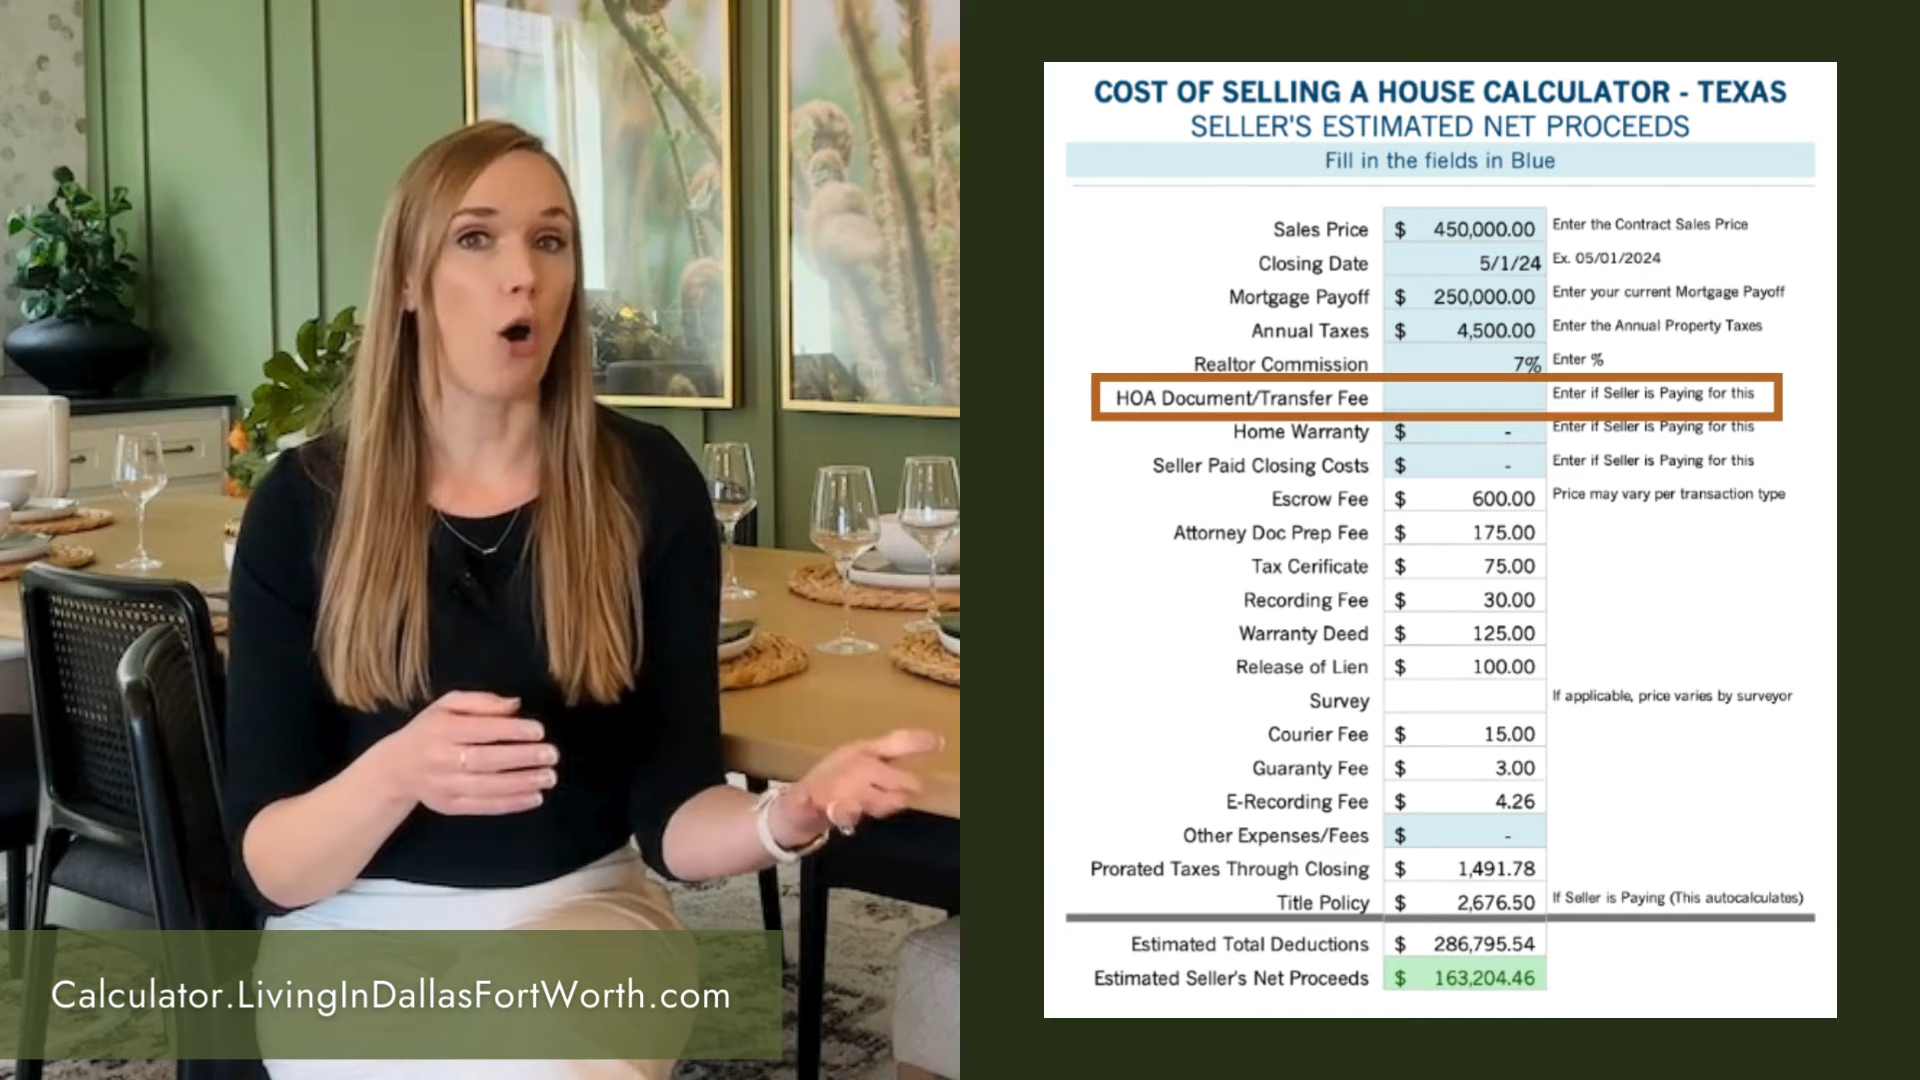 COST OF SELLING A HOUSE CALCULATOR - TEXAS
SELLER'S ESTIMATED NET PROCEEDS
Fill in the fields in Blue
Sales Price $ 450,000.00 Enter the Contract Sales Price
Closing Date 5/1/24 Ex. 05/01/2024
Mortgage Payoff $ 250,000.00 Enter your current Mortgage Payoff
Annual Taxes $ 4,500.00 Enter the Annual Property Taxes
Realtor Commission 7% Enter %
HOA Document/Transfer Fee Enter if Seller is Paying for this
Home Warranty $ - Enter if Seller is Paying for this
Seller Paid Closing Costs $ - Enter if Seller is Paying for this
Escrow Fee $ 600.00 Price may vary per transaction type
Attorney Doc Prep Fee $ 175.00
Tax Cerificate $ 75.00
Recording Fee $ 30.00
Warranty Deed $ 125.00
Release of Lien $ 100.00
Survey If applicable, price varies by surveyor
Courier Fee $ 15.00
Guaranty Fee $ 3.00
E-Recording Fee $ 4.26
Other Expenses/Fees $ -
Prorated Taxes Through Closing $ 1,491.78
Title Policy $ 2,676.50 If Seller is Paying (This autocalculates)
Estimated Total Deductions $ 286,795.54
Estimated Seller's Net Proceeds $ 163,204.46
Calculator.LivingInDallasFortWorth.com